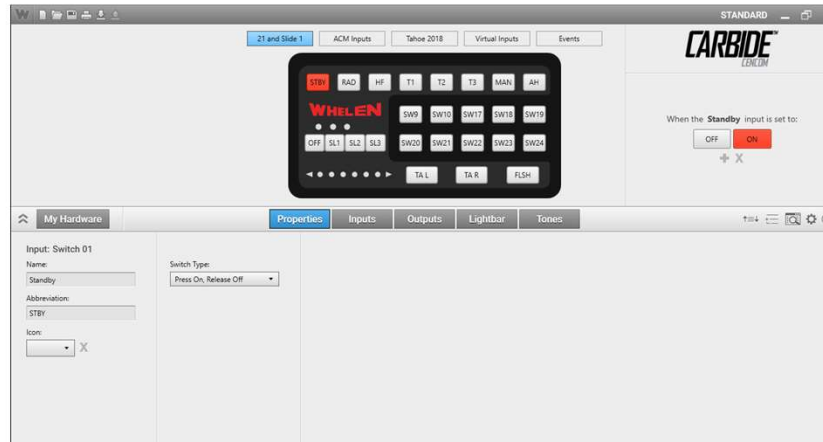 STANDARD
21 and Slide 1 ACM Inputs Tahoe 2018 Virtual Inputs Events
CARBIDE™
CENCOM
STBY RAD HF T1 T2 T3 MAN AH
WHELEN
SW9 SW10 SW17 SW18 SW19
OFF SL1 SL2 SL3 SW20 SW21 SW22 SW23 SW24
TA L TA R FLSH
When the Standby input is set to:
OFF ON
My Hardware Properties Inputs Outputs Lightbar Tones
Input: Switch 01
Name: Switch Type:
Standby Press On, Release Off
Abbreviation:
STBY
Icon: